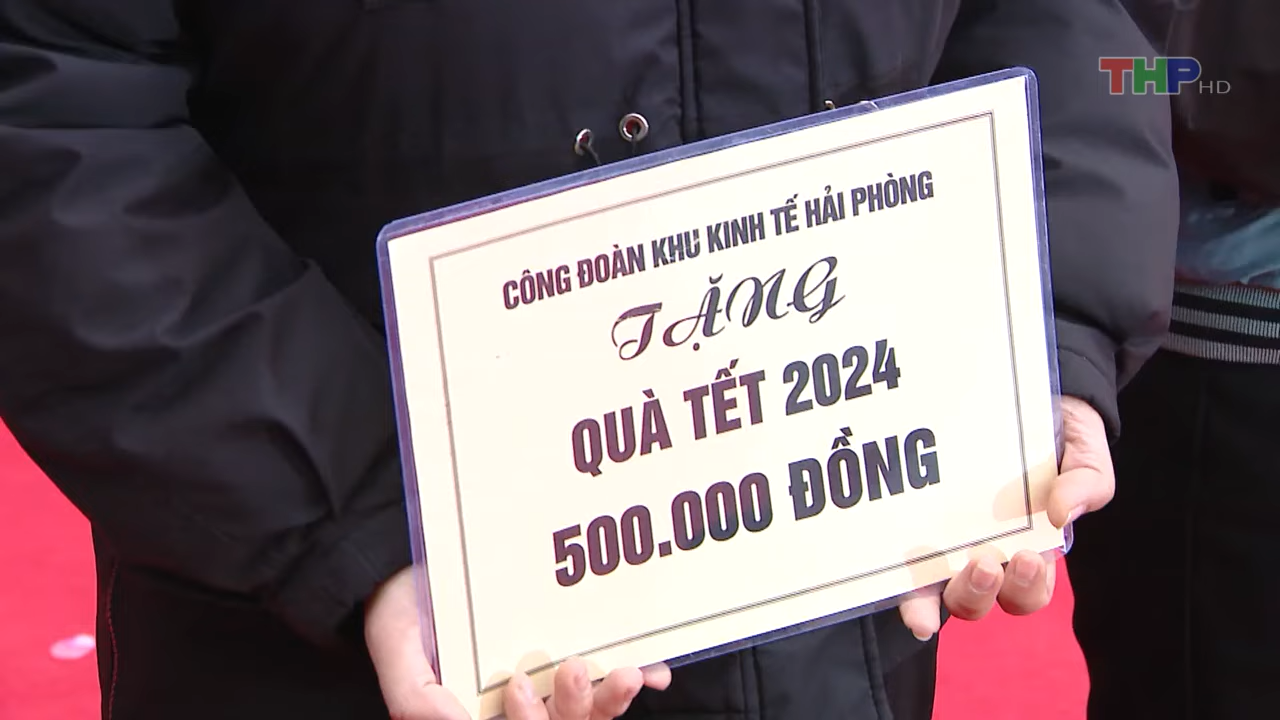 THP HD
CÔNG ĐOÀN KHU KINH TẾ HẢI PHÒNG
TẶNG
QUÀ TẾT 2024
500.000 ĐỒNG